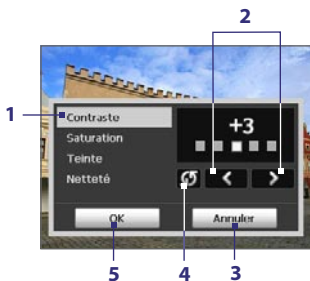 2
1
Contraste
+3
Saturation
Teinte
Netteté
OK
Annuler
5
4
3